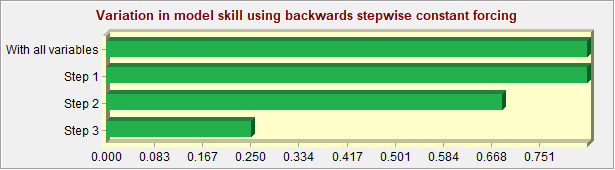 Variation in model skill using backwards stepwise constant forcing
With all variables
Step 1
Step 2
Step 3
0.000 0.083 0.167 0.250 0.334 0.417 0.501 0.584 0.668 0.751